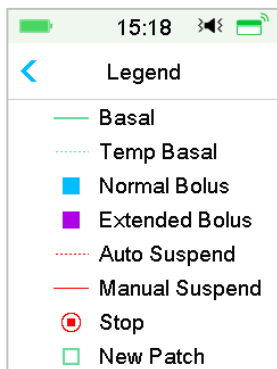 15:18
Legend
Basal
Temp Basal
Normal Bolus
Extended Bolus
Auto Suspend
Manual Suspend
Stop
New Patch